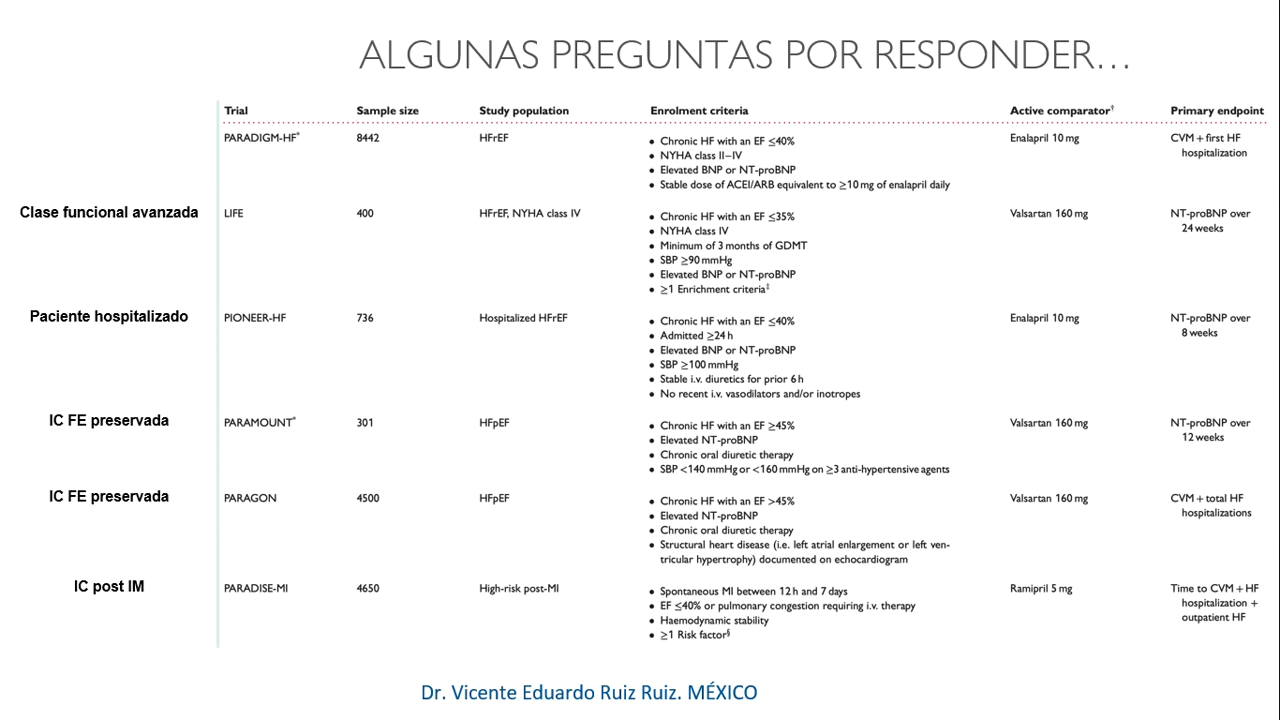 ALGUNAS PREGUNTAS POR RESPONDER...
Trial Sample size Study population Enrolment criteria Active comparator† Primary endpoint
PARADIGM-HF* 8442 HFrEF • Chronic HF with an EF ≤40% Enalapril 10 mg CVM + first HF
• NYHA class II–IV hospitalization
• Elevated BNP or NT-proBNP
• Stable dose of ACEI/ARB equivalent to ≥10 mg of enalapril daily
Clase funcional avanzada LIFE 400 HFrEF, NYHA class IV • Chronic HF with an EF ≤35% Valsartan 160 mg NT-proBNP over
• NYHA class IV 24 weeks
• Minimum of 3 months of GDMT
• SBP ≥90 mmHg
• Elevated BNP or NT-proBNP
• ≥1 Enrichment criteria‡
Paciente hospitalizado PIONEER-HF 736 Hospitalized HFrEF • Chronic HF with an EF ≤40% Enalapril 10 mg NT-proBNP over
• Admitted ≥24 h 8 weeks
• Elevated BNP or NT-proBNP
• SBP ≥100 mmHg
• Stable i.v. diuretics for prior 6 h
• No recent i.v. vasodilators and/or inotropes
IC FE preservada PARAMOUNT* 301 HFpEF • Chronic HF with an EF ≥45% Valsartan 160 mg NT-proBNP over
• Elevated NT-proBNP 12 weeks
• Chronic oral diuretic therapy
• SBP <140 mmHg or <160 mmHg on ≥3 anti-hypertensive agents
IC FE preservada PARAGON 4500 HFpEF • Chronic HF with an EF >45% Valsartan 160 mg CVM + total HF
• Elevated NT-proBNP hospitalizations
• Chronic oral diuretic therapy
• Structural heart disease (i.e. left atrial enlargement or left ven-
tricular hypertrophy) documented on echocardiogram
IC post IM PARADISE-MI 4650 High-risk post-MI • Spontaneous MI between 12 h and 7 days Ramipril 5 mg Time to CVM + HF
• EF ≤40% or pulmonary congestion requiring i.v. therapy hospitalization +
• Haemodynamic stability outpatient HF
• ≥1 Risk factor§
Dr. Vicente Eduardo Ruiz Ruiz. MÉXICO